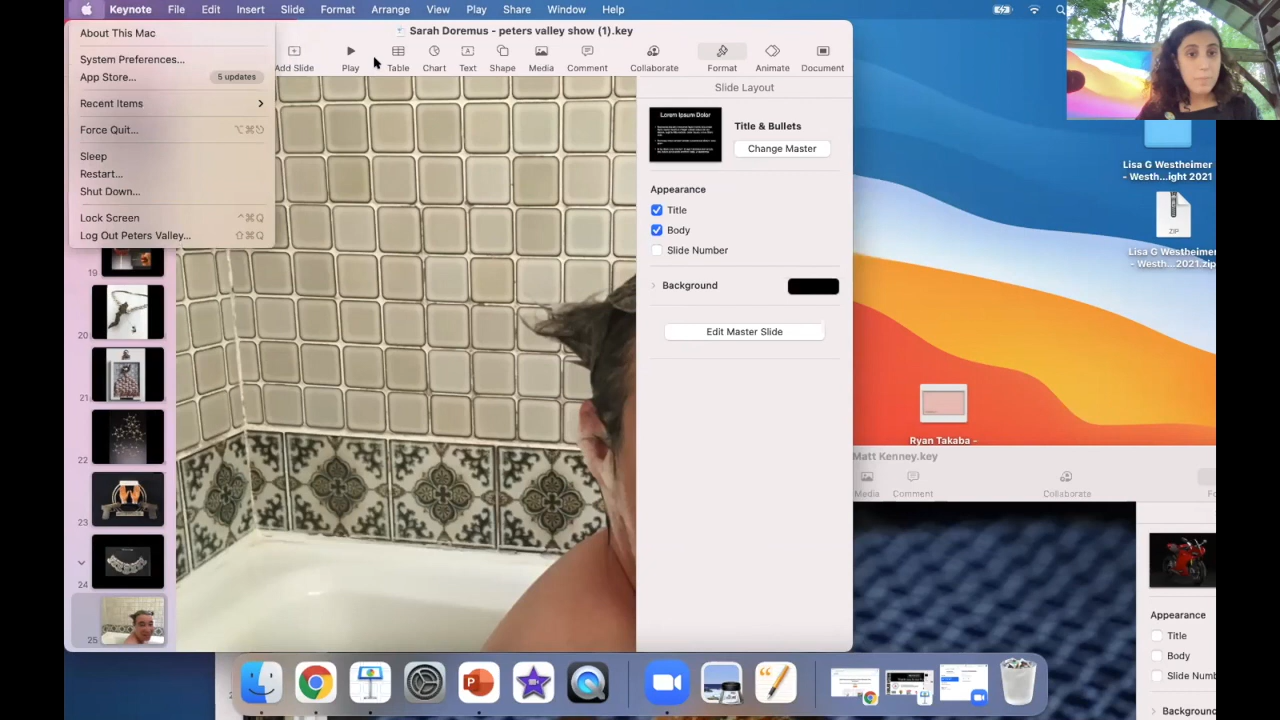 Keynote File Edit Insert Slide Format Arrange View Play Share Window Help
About This Mac
System Preferences...
App Store... 5 updates
Recent Items
Force Quit...
Sleep
Restart...
Shut Down...
Lock Screen ^⌘Q
Log Out Peters Valley... ⇧⌘Q
Sarah Doremus - peters valley show (1).key
Add Slide Play Table Chart Text Shape Media Comment Collaborate Format Animate Document
Slide Layout
Lorem Ipsum Dolor
Title & Bullets
Change Master
Appearance
Title
Body
Slide Number
Background
Edit Master Slide
19
20
21
22
23
24
25
Lisa G Westheimer
- Westh...ight 2021
ZIP
Lisa G Westheimer
- Westh...2021.zip
Ryan Takaba -
Matt Kenney.key
Media Comment Collaborate Fo
Appearance
Title
Body
Slide Numb
Background